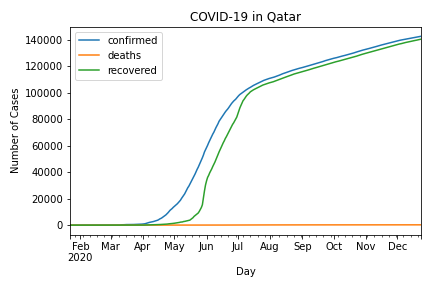 COVID-19 in Qatar
confirmed
deaths
recovered
140000
120000
100000
80000
60000
40000
20000
0
Number of Cases
Feb Mar Apr May Jun Jul Aug Sep Oct Nov Dec
2020
Day